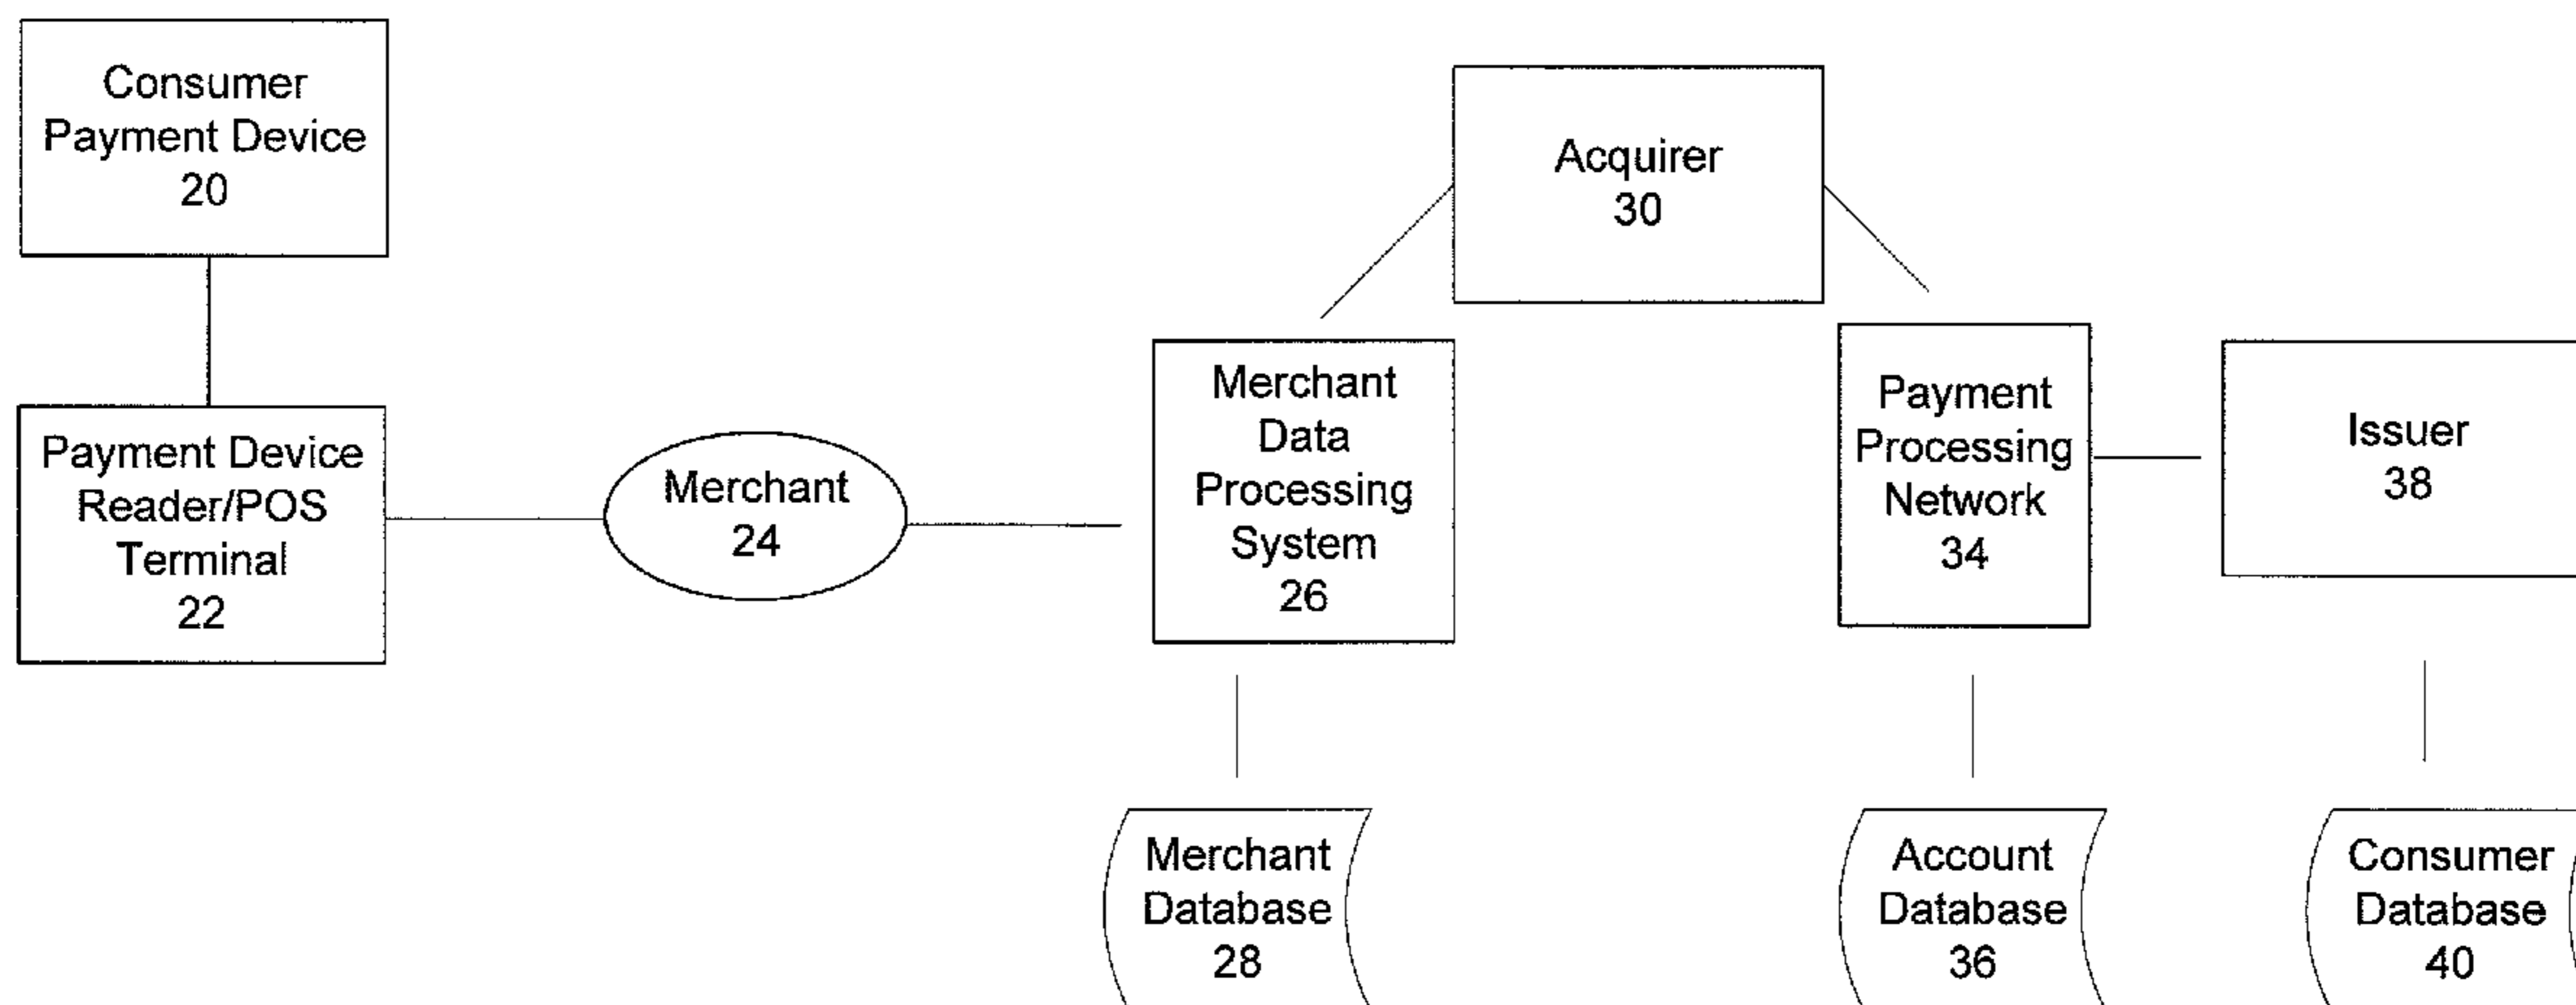 Consumer
Payment Device
20
Acquirer
30
Payment Device
Reader/POS
Terminal
22
Merchant
24
Merchant
Data
Processing
System
26
Payment
Processing
Network
34
Issuer
38
Merchant
Database
28
Account
Database
36
Consumer
Database
40